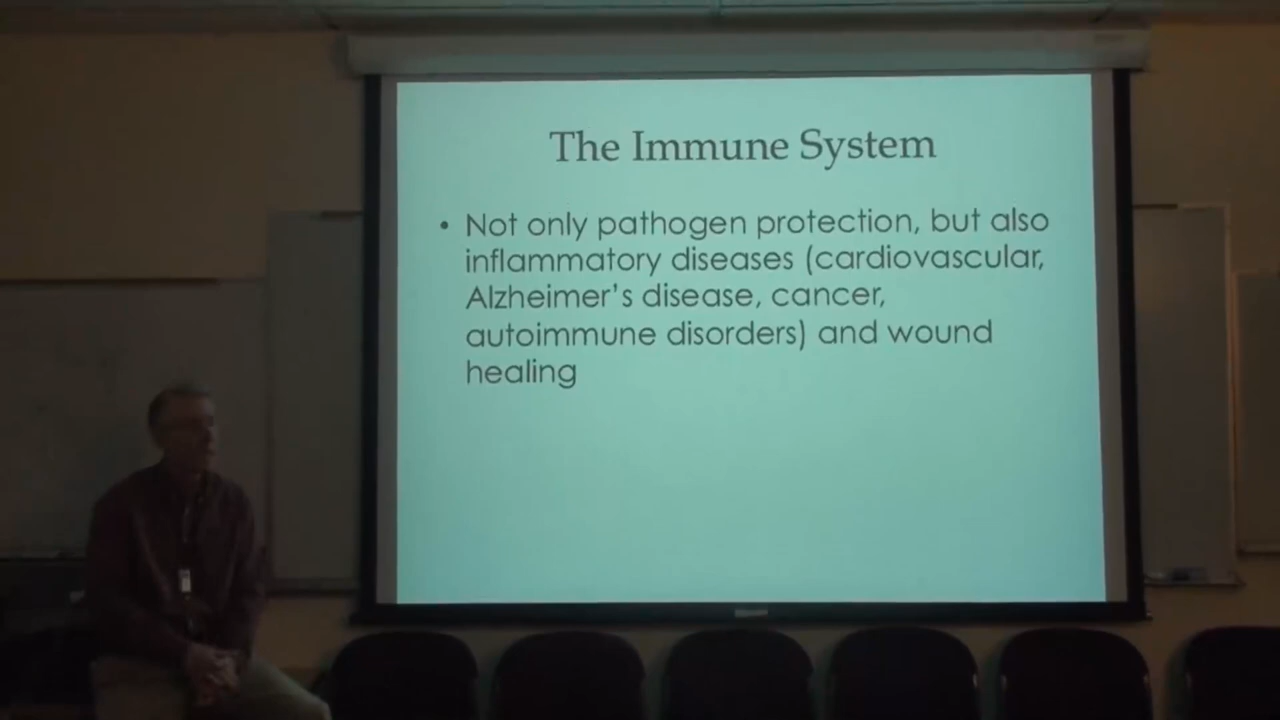 The Immune System
• Not only pathogen protection, but also
inflammatory diseases (cardiovascular,
Alzheimer's disease, cancer,
autoimmune disorders) and wound
healing